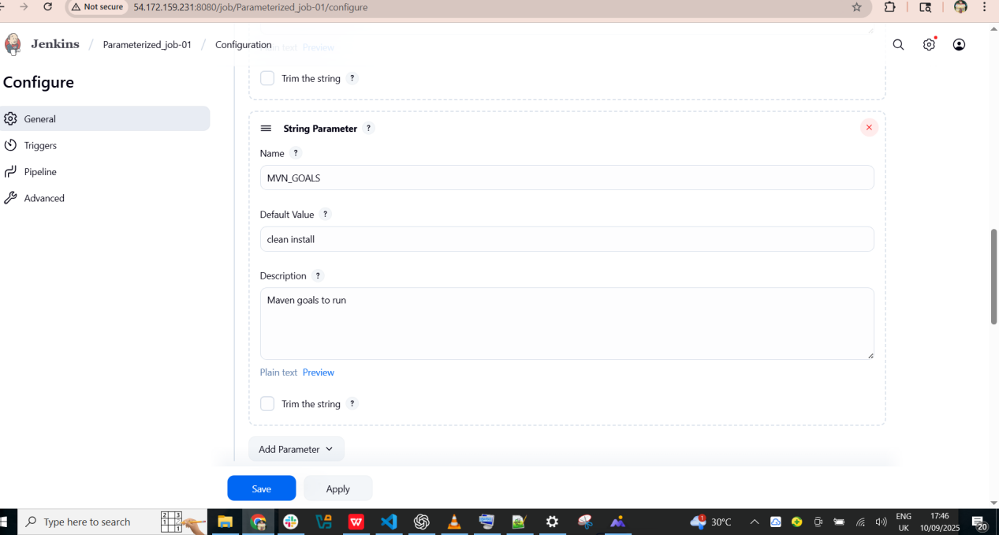 Not secure 54.172.159.231:8080/job/Parameterized_job-01/configure
Jenkins / Parameterized_job-01 / Configuration
Preview
Configure
General
Triggers
Pipeline
Advanced
Trim the string ?
String Parameter ?
Name ?
MVN_GOALS
Default Value ?
clean install
Description ?
Maven goals to run
Plain text Preview
Trim the string ?
Add Parameter
Save Apply
Type here to search
30°C
ENG
UK
17:46
10/09/2025
20